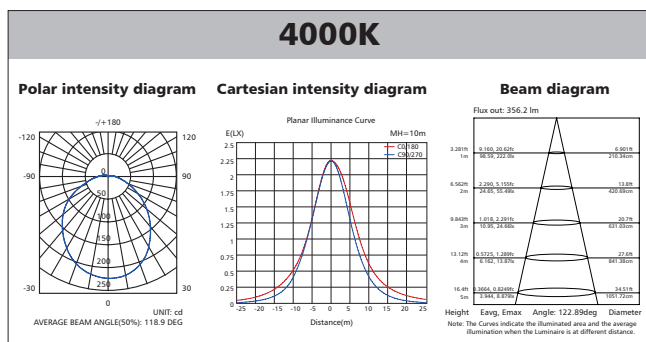 4000K
Polar intensity diagram
Cartesian intensity diagram
Beam diagram
-/+180
-120
120
-90
90
-30
30
0
0
50
100
150
200
250
UNIT: cd
AVERAGE BEAM ANGLE(50%): 118.9 DEG
Planar Illuminance Curve
E(LX)
MH=10m
C0/180
C90/270
2.5
2.25
2
1.75
1.5
1.25
1
0.75
0.5
0.25
0
-25 -20 -15 -10 -5 0 5 10 15 20 25
Distance(m)
Flux out: 356.2 lm
3.281ft 9.160, 20.62fc 6.901ft
1m 98.59, 222.0lx 210.34cm
6.562ft 2.290, 5.155fc 13.8ft
2m 24.65, 55.49lx 420.69cm
9.843ft 1.018, 2.291fc 20.7ft
3m 10.95, 24.66lx 631.03cm
13.12ft 0.5725, 1.289fc 27.6ft
4m 6.162, 13.87lx 841.38cm
16.4ft 0.3664, 0.8249fc 34.51ft
5m 3.944, 8.879lx 1051.72cm
Height Eavg, Emax Angle: 122.89deg Diameter
Note: The Curves indicate the illuminated area and the average
illumination when the Luminaire is at different distance.